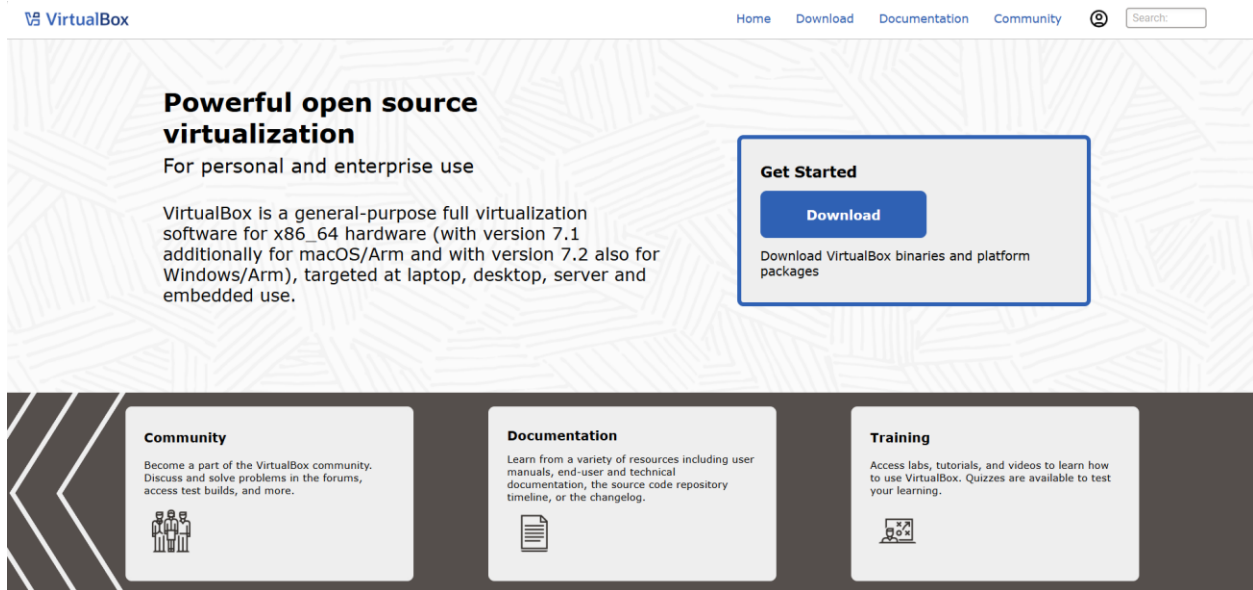 VirtualBox
Home Download Documentation Community Search:
Powerful open source
virtualization
For personal and enterprise use
VirtualBox is a general-purpose full virtualization
software for x86_64 hardware (with version 7.1
additionally for macOS/Arm and with version 7.2 also for
Windows/Arm), targeted at laptop, desktop, server and
embedded use.
Get Started
Download
Download VirtualBox binaries and platform
packages
Community
Become a part of the VirtualBox community.
Discuss and solve problems in the forums,
access test builds, and more.
Documentation
Learn from a variety of resources including user
manuals, end-user and technical
documentation, the source code repository
timeline, or the changelog.
Training
Access labs, tutorials, and videos to learn how
to use VirtualBox. Quizzes are available to test
your learning.